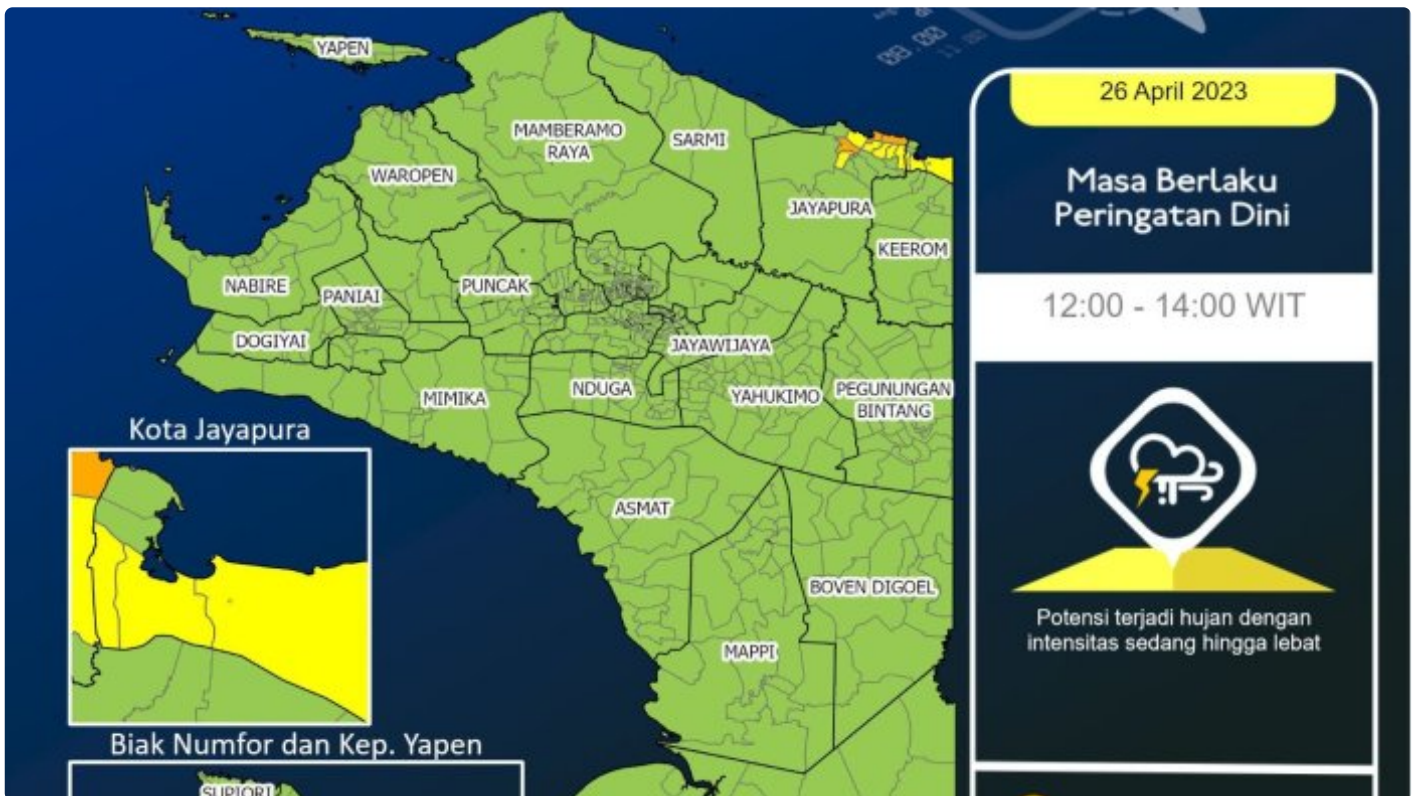 YAPEN
MAMBERAMO
RAYA
SARMI
WAROPEN
JAYAPURA
KEEROM
NABIRE
PANIAI
PUNCAK
DOGIYAI
JAYAWIJAYA
MIMIKA
NDUGA
YAHUKIMO
PEGUNUNGAN
BINTANG
ASMAT
BOVEN DIGOEL
MAPPI
Kota Jayapura
Biak Numfor dan Kep. Yapen
SUPIORI
26 April 2023
Masa Berlaku
Peringatan Dini
12:00 - 14:00 WIT
Potensi terjadi hujan dengan
intensitas sedang hingga lebat